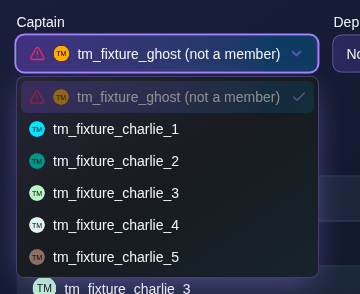 Captain
Dep
TM tm_fixture_ghost (not a member)
No
TM tm_fixture_ghost (not a member)
TM tm_fixture_charlie_1
TM tm_fixture_charlie_2
TM tm_fixture_charlie_3
TM tm_fixture_charlie_4
TM tm_fixture_charlie_5
TM tm_fixture_charlie_3